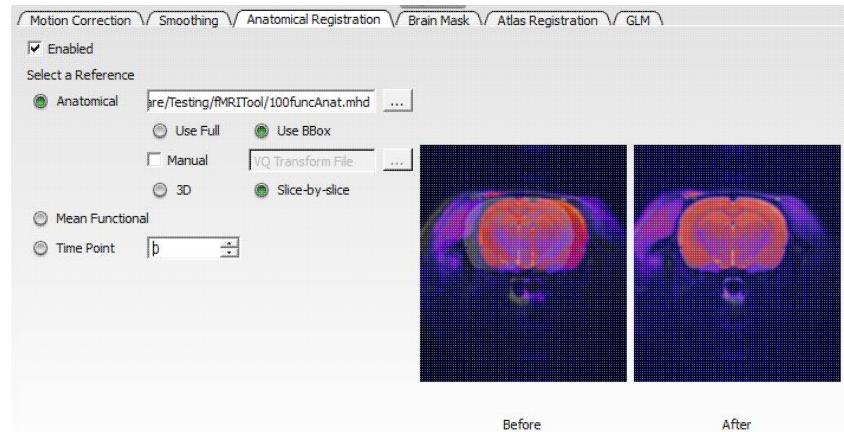 Motion Correction Smoothing Anatomical Registration Brain Mask Atlas Registration GLM
Enabled
Select a Reference
Anatomical are/Testing/fMRITool/100funcAnat.mhd ...
Use Full Use BBox
Manual VQ Transform File ...
3D Slice-by-slice
Mean Functional
Time Point 0
Before After